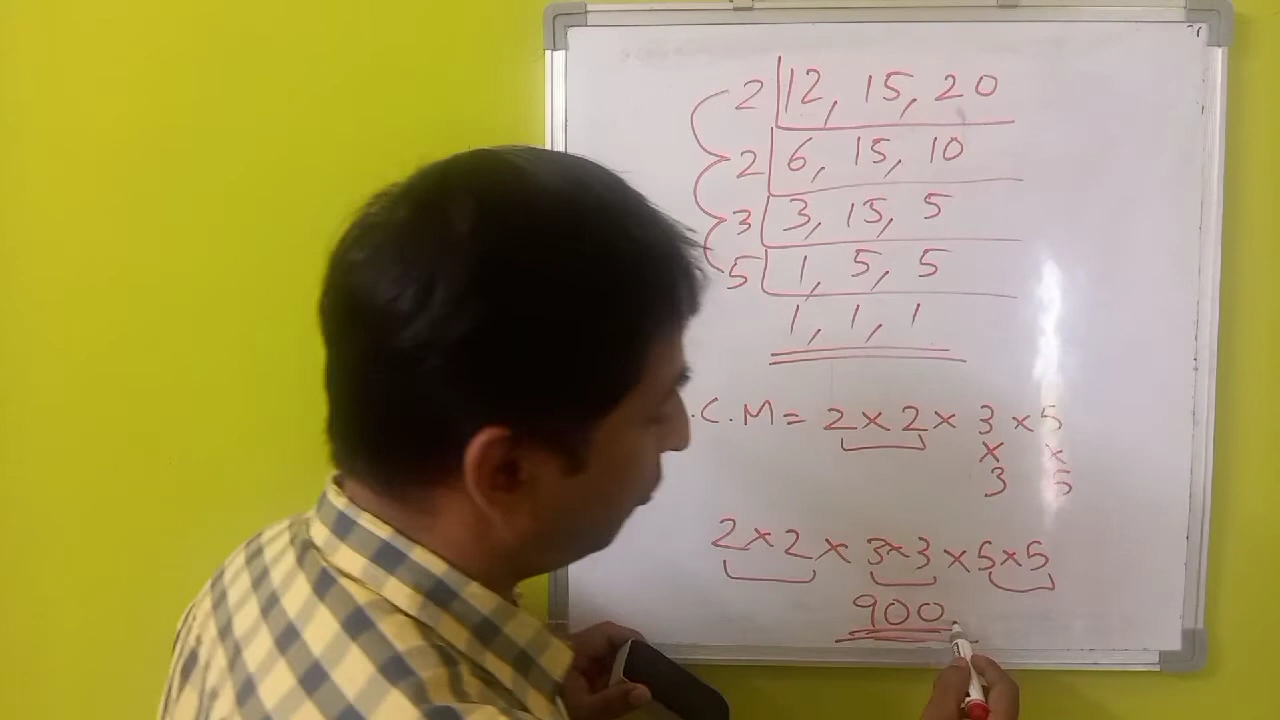 2 | 12, 15, 20
2 | 6, 15, 10
3 | 3, 15, 5
5 | 1, 5, 5
1, 1, 1
.C.M = 2 x 2 x 3 x 5
x x
3 5
2 x 2 x 3 x 3 x 5 x 5
900